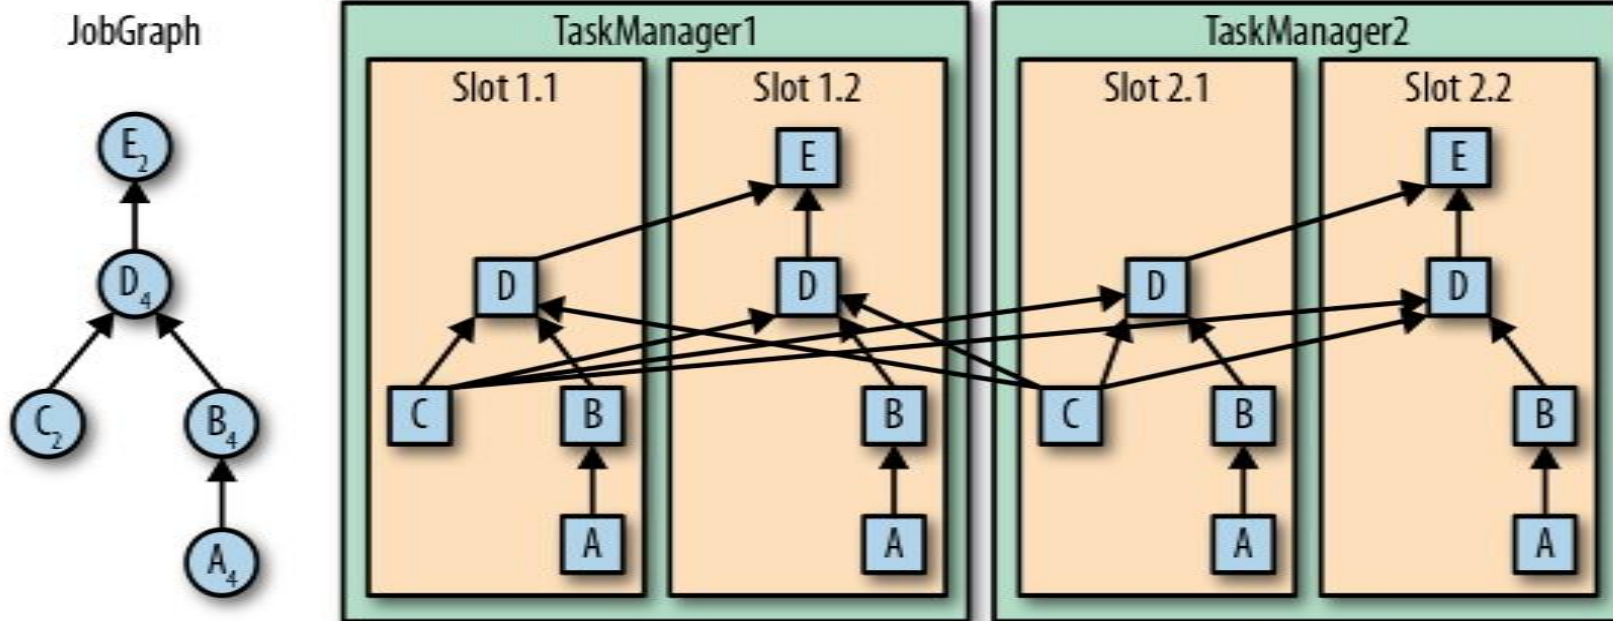 JobGraph
E2
D4
C2
B4
A4
TaskManager1
Slot 1.1
D
C
B
A
Slot 1.2
E
D
B
A
TaskManager2
Slot 2.1
D
C
B
A
Slot 2.2
E
D
B
A